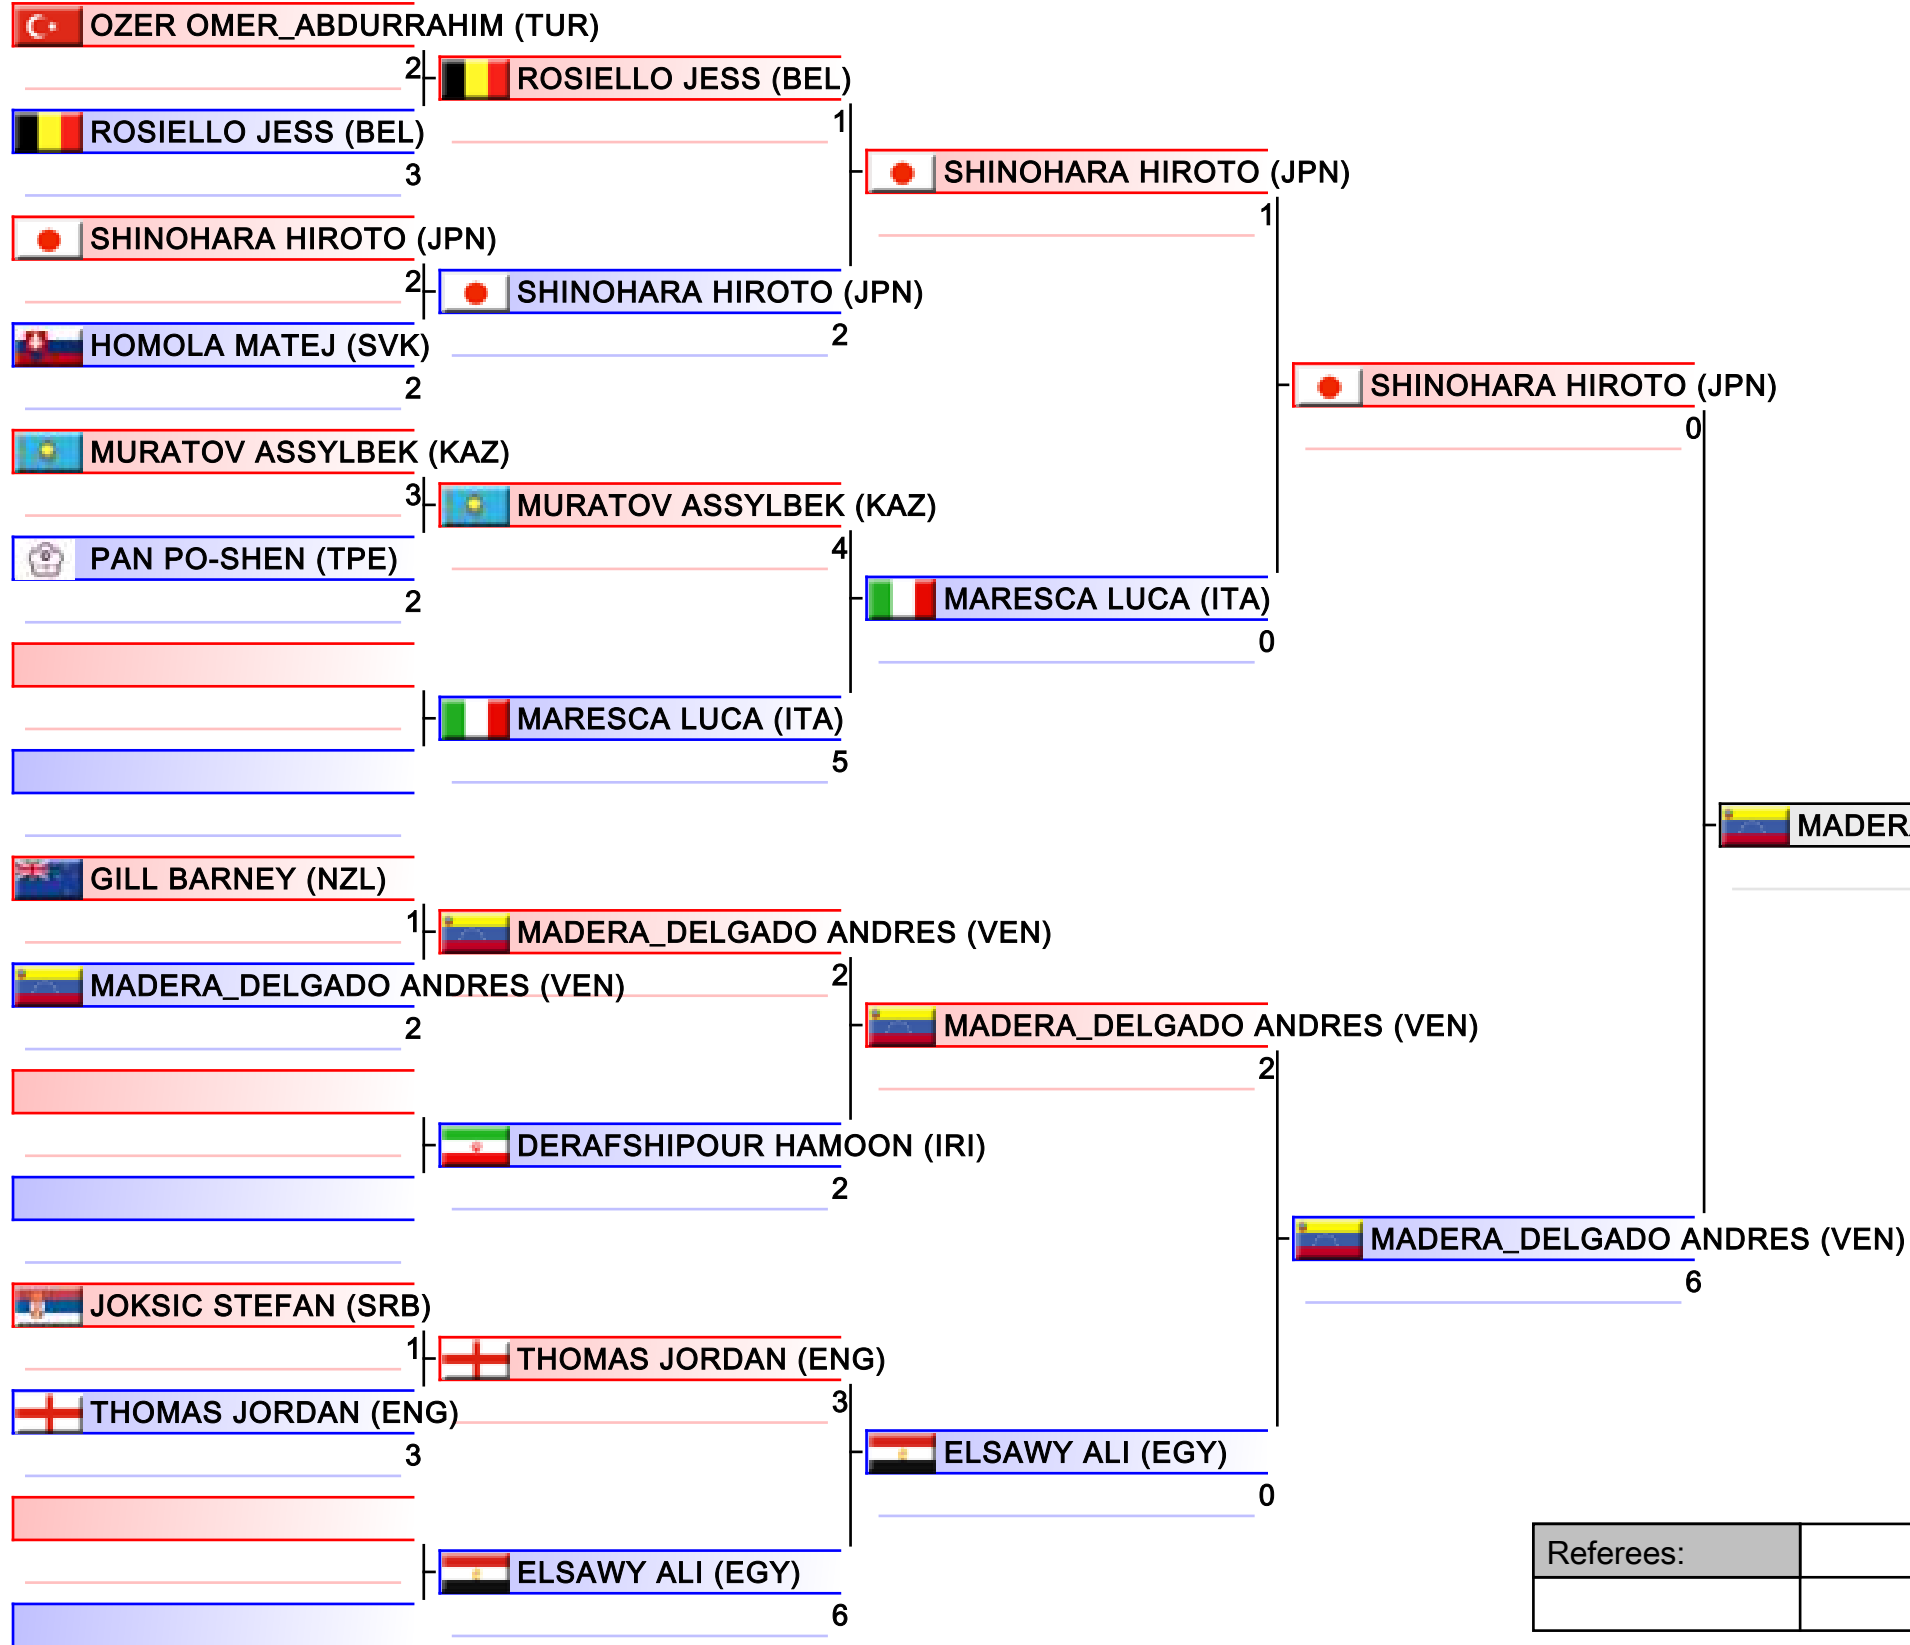 OZER OMER_ABDURRAHIM (TUR)
2
ROSIELLO JESS (BEL)
ROSIELLO JESS (BEL)
3
1
SHINOHARA HIROTO (JPN)
SHINOHARA HIROTO (JPN)
1
2
SHINOHARA HIROTO (JPN)
HOMOLA MATEJ (SVK)
2
2
SHINOHARA HIROTO (JPN)
0
MURATOV ASSYLBEK (KAZ)
3
MURATOV ASSYLBEK (KAZ)
PAN PO-SHEN (TPE)
2
4
MARESCA LUCA (ITA)
0
MARESCA LUCA (ITA)
5
MADERA
GILL BARNEY (NZL)
1
MADERA_DELGADO ANDRES (VEN)
MADERA_DELGADO ANDRES (VEN)
2
2
MADERA_DELGADO ANDRES (VEN)
2
DERAFSHIPOUR HAMOON (IRI)
2
MADERA_DELGADO ANDRES (VEN)
6
JOKSIC STEFAN (SRB)
1
THOMAS JORDAN (ENG)
THOMAS JORDAN (ENG)
3
3
ELSAWY ALI (EGY)
0
ELSAWY ALI (EGY)
6
Referees: